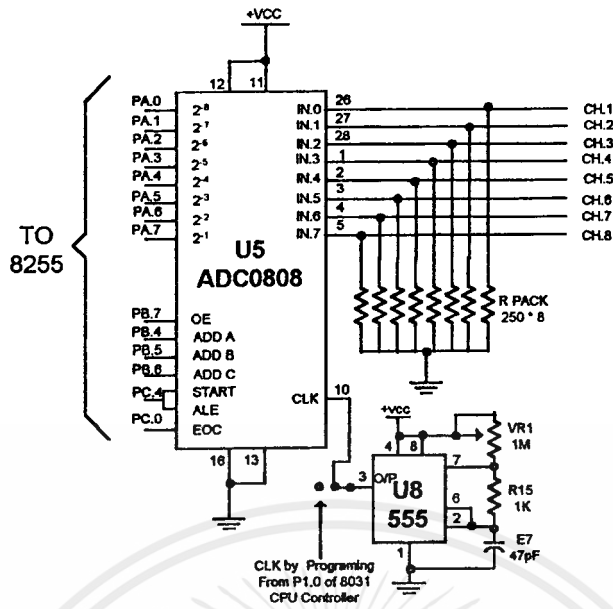 +VCC
12
11
PA.0
PA.1
PA.2
PA.3
PA.4
PA.5
PA.6
PA.7
2-8
2-7
2-6
2-5
2-4
2-3
2-2
2-1
IN.0
IN.1
IN.2
IN.3
IN.4
IN.5
IN.6
IN.7
26
27
28
1
2
3
4
5
CH.1
CH.2
CH.3
CH.4
CH.5
CH.6
CH.7
CH.8
TO
8255
U5
ADC0808
R PACK
250 * 8
PB.7
PB.4
PB.5
PB.6
PC.4
PC.0
OE
ADD A
ADD B
ADD C
START
ALE
EOC
CLK
10
16
13
+vcc
4
8
VR1
1M
7
3
O/P
U8
555
6
2
R15
1K
E7
47pF
1
CLK by Programing
From P1.0 of 8031
CPU Controller